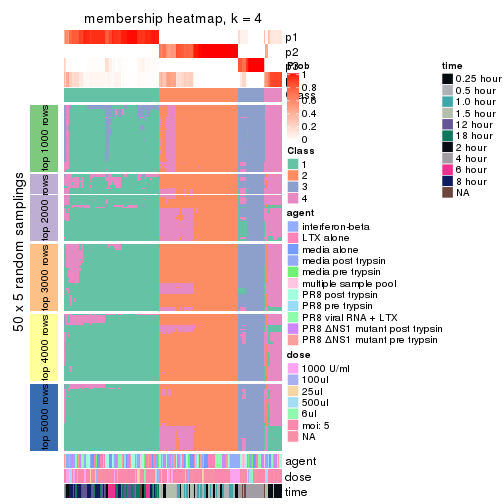 membership heatmap, k = 4
p1
p2
p3
Prob
1
0.8
0.6
0.4
0.2
0
Class
1
2
3
4
agent
interferon-beta
LTX alone
media alone
media post trypsin
media pre trypsin
multiple sample pool
PR8 post trypsin
PR8 pre trypsin
PR8 viral RNA + LTX
PR8 ΔNS1 mutant post trypsin
PR8 ΔNS1 mutant pre trypsin
dose
1000 U/ml
100ul
25ul
500ul
6ul
moi: 5
NA
time
0.25 hour
0.5 hour
1.0 hour
1.5 hour
12 hour
18 hour
2 hour
4 hour
6 hour
8 hour
NA
50 x 5 random samplings
top 1000 rows
top 2000 rows
top 3000 rows
top 4000 rows
top 5000 rows
agent
dose
time